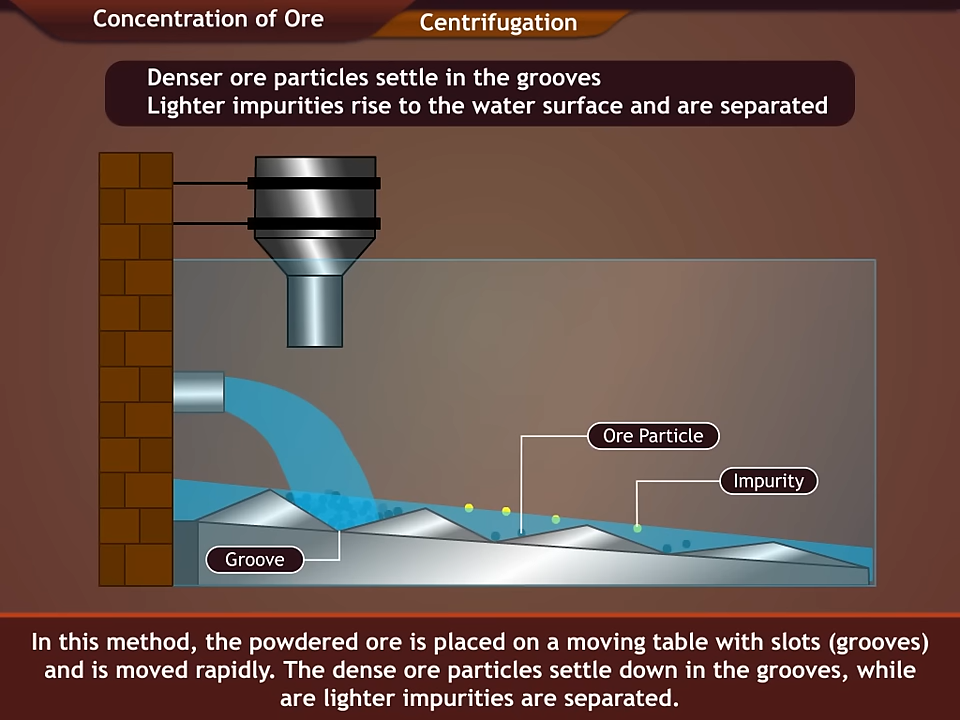 Concentration of Ore
Centrifugation
Denser ore particles settle in the grooves
Lighter impurities rise to the water surface and are separated
Ore Particle
Impurity
Groove
In this method, the powdered ore is placed on a moving table with slots (grooves)
and is moved rapidly. The dense ore particles settle down in the grooves, while
are lighter impurities are separated.